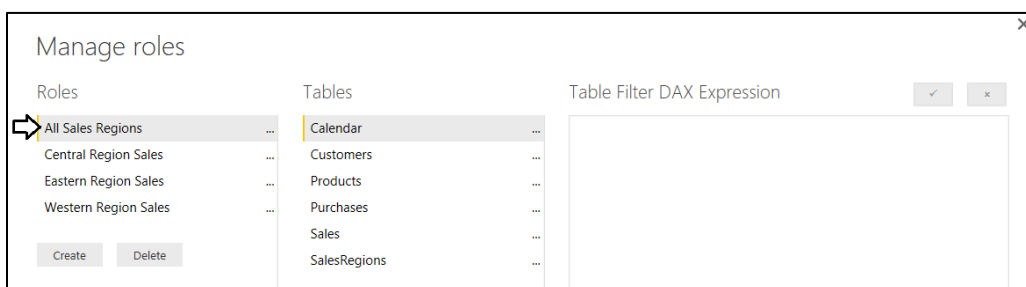 Manage roles
Roles
Tables
Table Filter DAX Expression
All Sales Regions ...
Central Region Sales ...
Eastern Region Sales ...
Western Region Sales ...
Create Delete
Calendar ...
Customers ...
Products ...
Purchases ...
Sales ...
SalesRegions ...